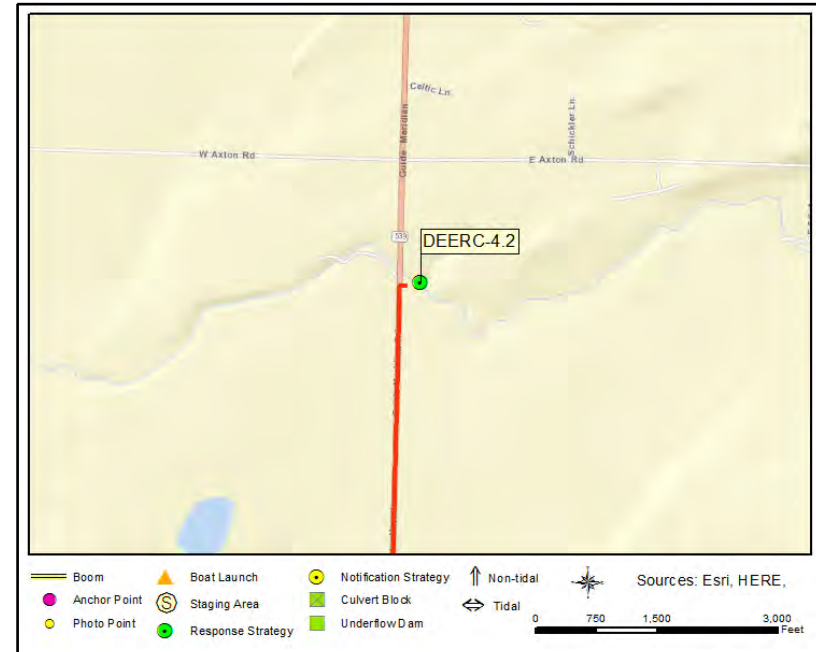 Celtic Ln.
Schickler Ln.
Guide Meridian
W Axton Rd
E Axton Rd
539
DEERC-4.2
Boom
Boat Launch
Notification Strategy
Non-tidal
Sources: Esri, HERE,
Anchor Point
S Staging Area
Culvert Block
Tidal
Photo Point
Response Strategy
Underflow Dam
0 750 1,500 3,000
Feet